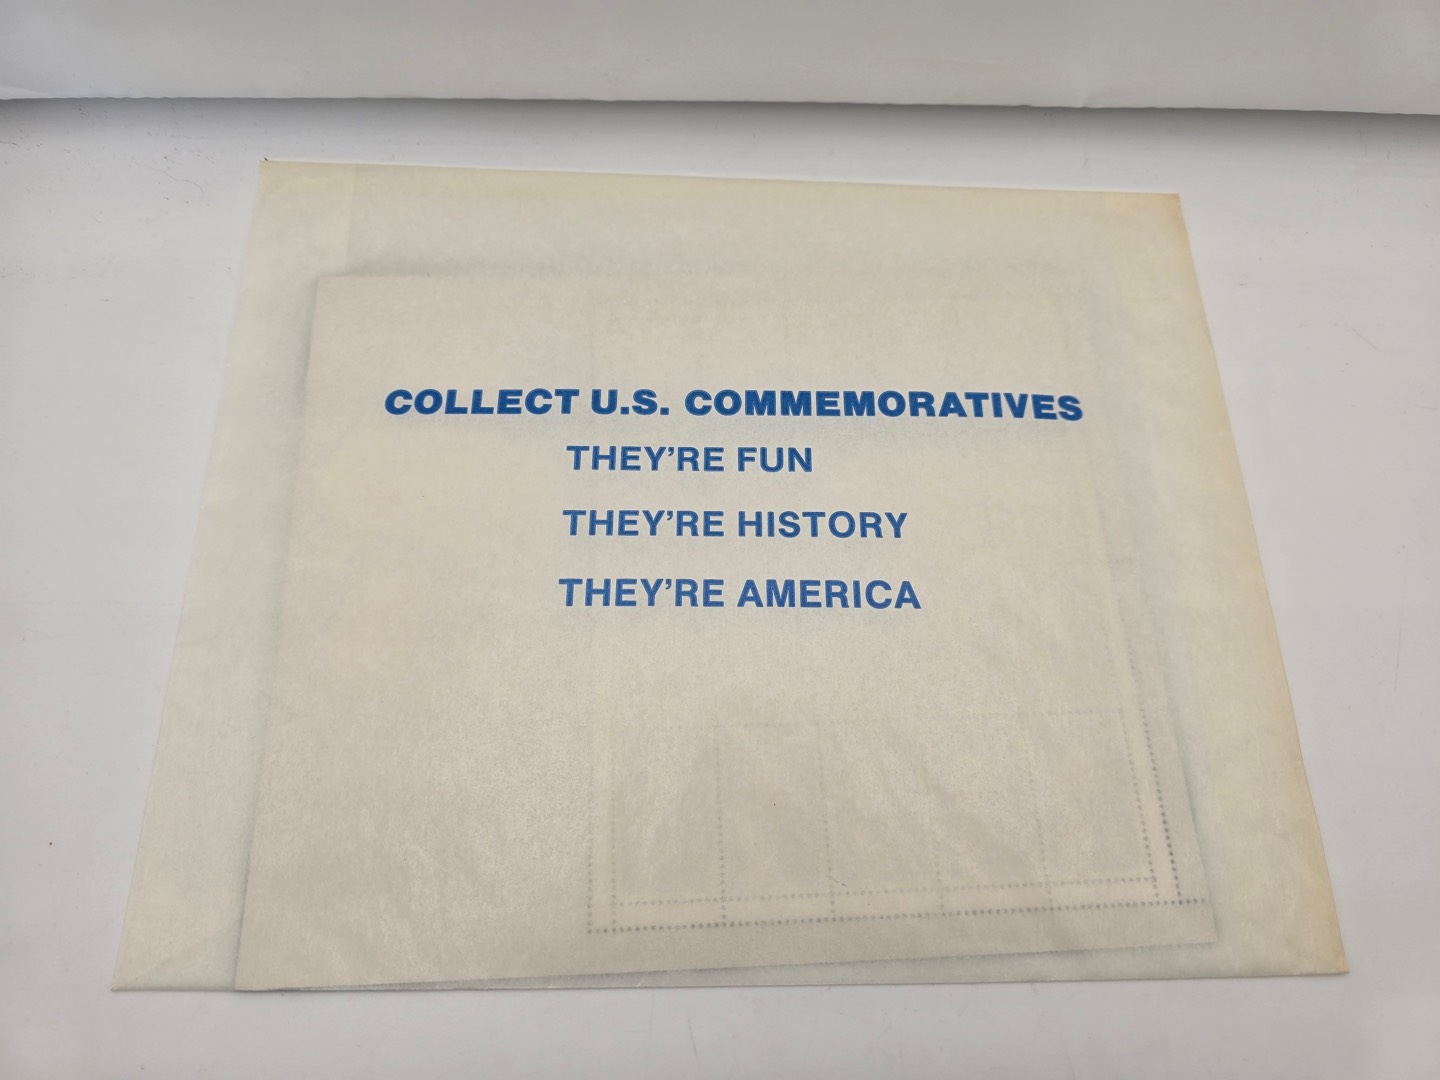 COLLECT U.S. COMMEMORATIVES
THEY'RE FUN
THEY'RE HISTORY
THEY'RE AMERICA